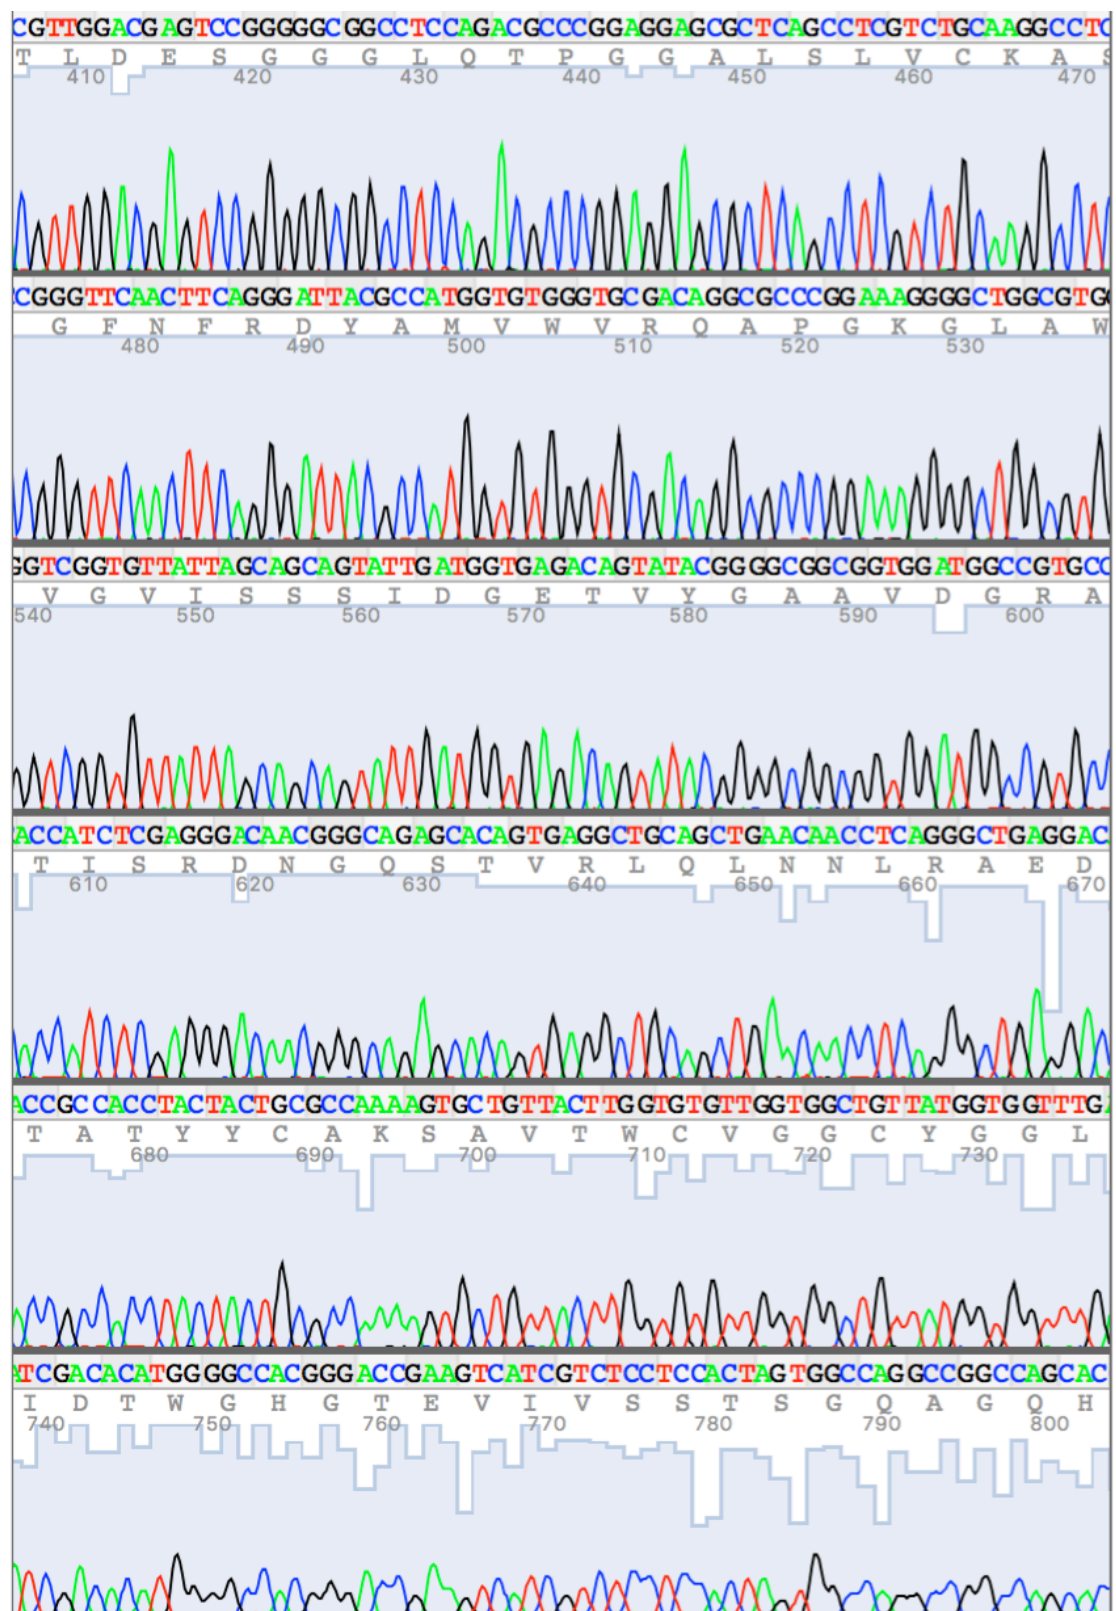 CGTTGGACGAGTCCGGGGGCGGCCTCCAGACGCCCGGAGGAGCGCTCAGCCTCGTCTGCAAGGCCTC
T L D E S G G G L Q T P G G A L S L V C K A S
410 420 430 440 450 460 470
CGGGTTCAACTTCAGGGATTACGCCATGGTGTGGGTGCGACAGGCGCCCGGAAAGGGGCTGGCGTGG
G F N F R D Y A M V W V R Q A P G K G L A W
480 490 500 510 520 530
GGTCGGTGTTATTAGCAGCAGTATTGATGGTGAGACAGTATACGGGGCGGCGGTGGATGGCCGTGCC
V G V I S S S I D G E T V Y G A A V D G R A
540 550 560 570 580 590 600
ACCATCTCGAGGGACAACGGGCAGAGCACAGTGAGGCTGCAGCTGAACAACCTCAGGGCTGAGGAC
T I S R D N G Q S T V R L Q L N N L R A E D
610 620 630 640 650 660 670
ACCGCCACCTACTACTGCGCCAAAAGTGCTGTTACTTGGTGTGTTGGTGGCTGTTATGGTGGTTTGA
T A T Y Y C A K S A V T W C V G G C Y G G L
680 690 700 710 720 730
ATCGACACATGGGGCCACGGGACCGAAGTCATCGTCTCCTCCACTAGTGGCCAGGCCGGCCAGCAC
I D T W G H G T E V I V S S T S G Q A G Q H
740 750 760 770 780 790 800